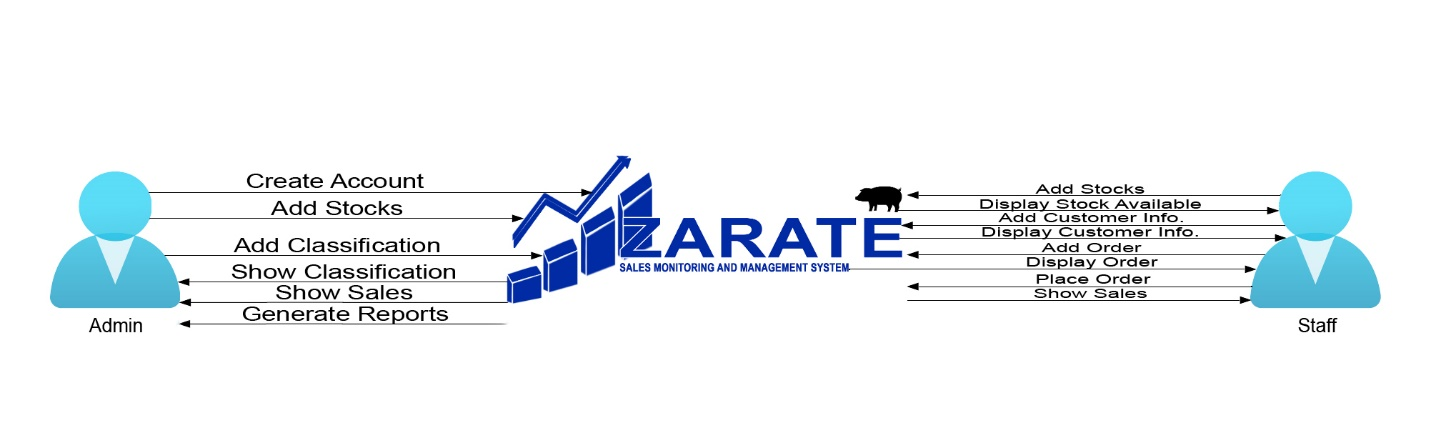 Create Account
Add Stocks
Add Classification
Show Classification
Show Sales
Generate Reports
Admin
ZARATE
SALES MONITORING AND MANAGEMENT SYSTEM
Add Stocks
Display Stock Available
Add Customer Info.
Display Customer Info.
Add Order
Display Order
Place Order
Show Sales
Staff